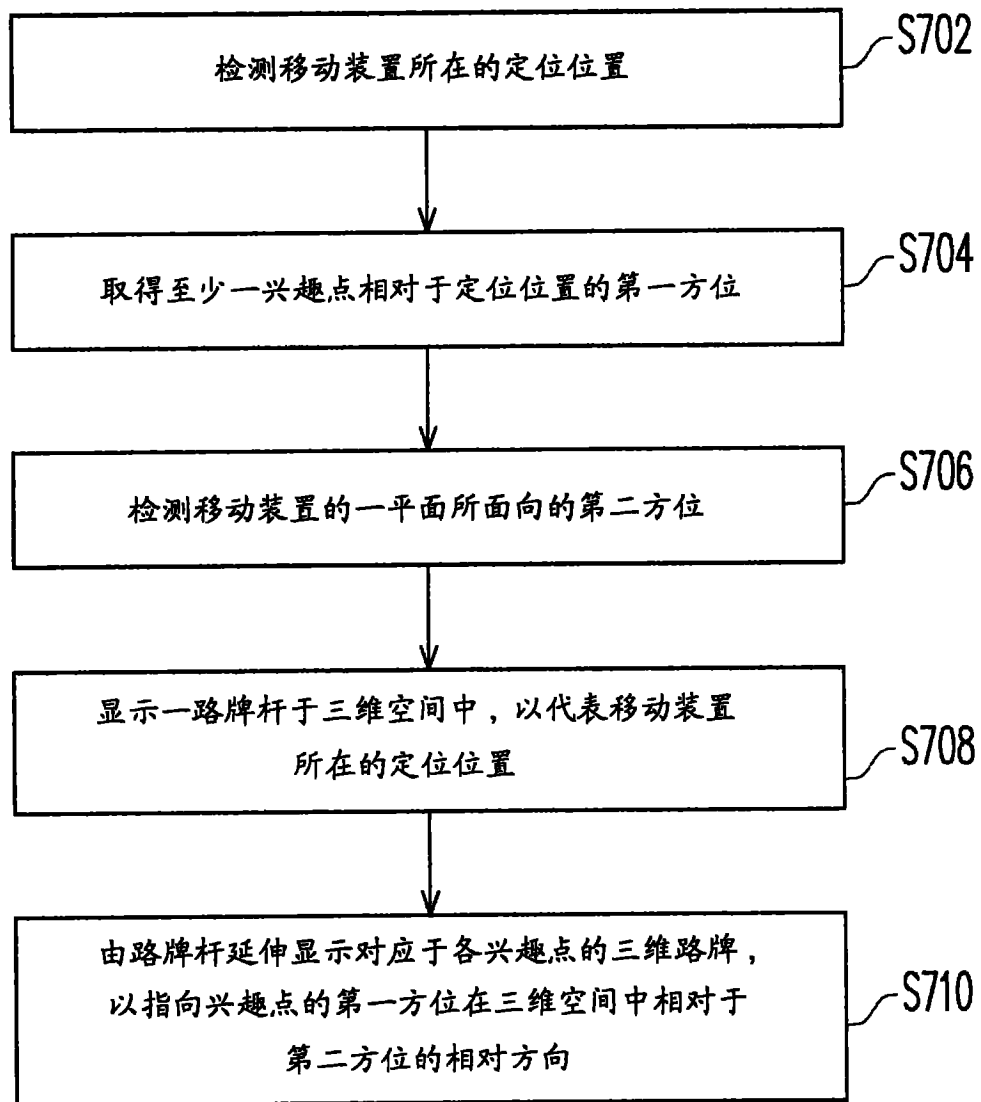 检测移动装置所在的定位位置
S702
取得至少一兴趣点相对于定位位置的第一方位
S704
检测移动装置的一平面所面向的第二方位
S706
显示一路牌杆于三维空间中，以代表移动装置
所在的定位位置
S708
由路牌杆延伸显示对应于各兴趣点的三维路牌，
以指向兴趣点的第一方位在三维空间中相对于
第二方位的相对方向
S710